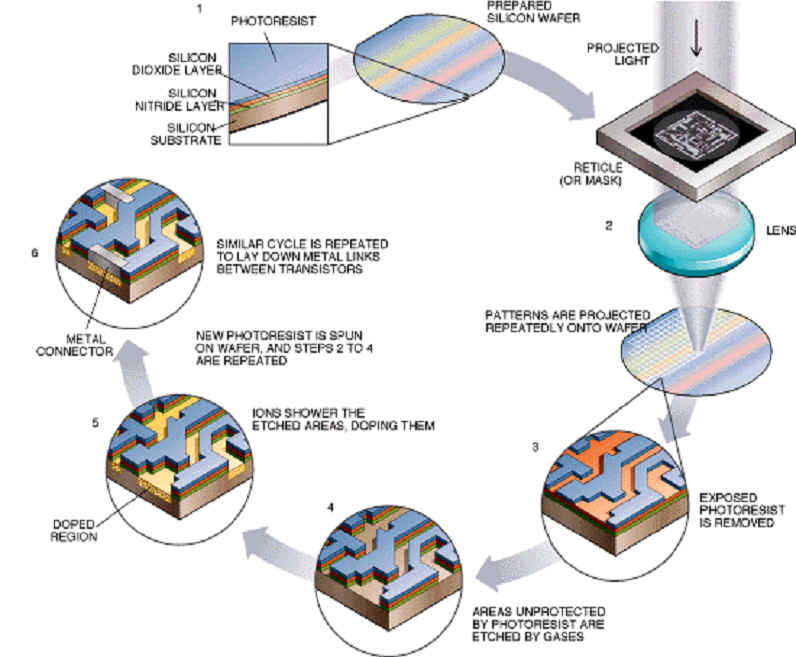 1
PHOTORESIST
SILICON
DIOXIDE LAYER
SILICON
NITRIDE LAYER
SILICON
SUBSTRATE
PREPARED
SILICON WAFER
PROJECTED
LIGHT
RETICLE
(OR MASK)
2
LENS
PATTERNS ARE PROJECTED
REPEATEDLY ONTO WAFER
3
EXPOSED
PHOTORESIST
IS REMOVED
4
AREAS UNPROTECTED
BY PHOTORESIST ARE
ETCHED BY GASES
5
IONS SHOWER THE
ETCHED AREAS, DOPING THEM
DOPED
REGION
NEW PHOTORESIST IS SPUN
ON WAFER, AND STEPS 2 TO 4
ARE REPEATED
6
SIMILAR CYCLE IS REPEATED
TO LAY DOWN METAL LINKS
BETWEEN TRANSISTORS
METAL
CONNECTOR